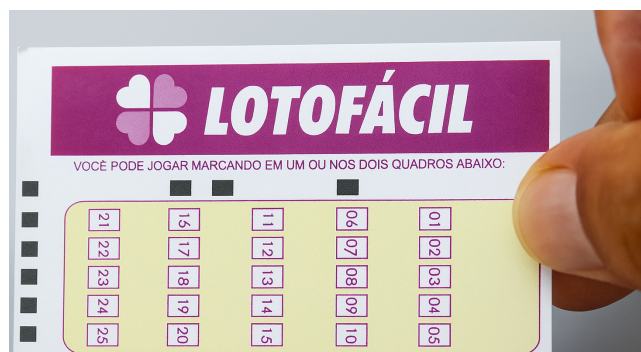 LOTOFÁCIL
VOCÊ PODE JOGAR MARCANDO EM UM OU NOS DOIS QUADROS ABAIXO:
21 16 11 06 01
22 17 12 07 02
23 18 13 08 03
24 19 14 09 04
25 20 15 10 05